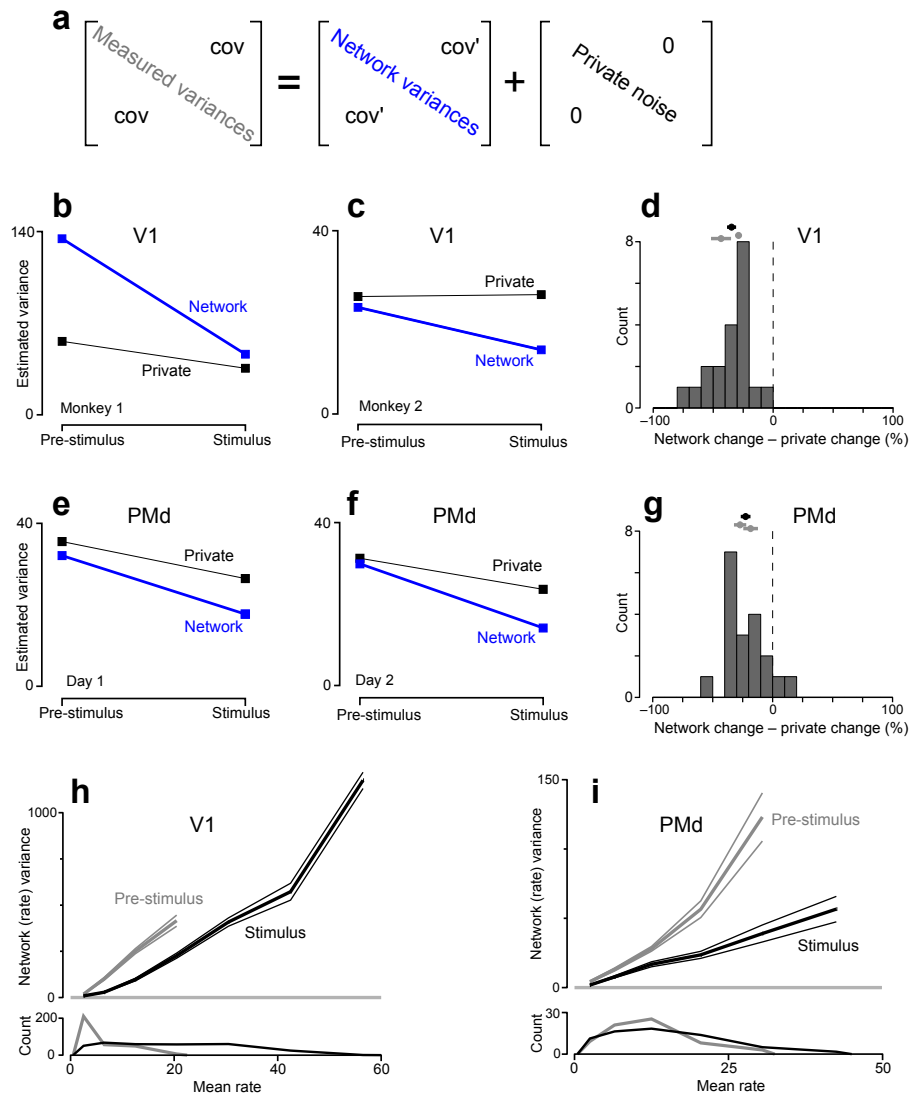 a
cov
Measured variances
cov
=
cov'
Network variances
cov'
+
0
Private noise
0
b
V1
140
Estimated variance
Network
Private
0
Monkey 1
Pre-stimulus
Stimulus
c
V1
40
Private
Network
0
Monkey 2
Pre-stimulus
Stimulus
d
V1
8
Count
0
–100
0
100
Network change – private change (%)
e
PMd
40
Estimated variance
Private
Network
0
Day 1
Pre-stimulus
Stimulus
f
PMd
40
Private
Network
0
Day 2
Pre-stimulus
Stimulus
g
PMd
8
Count
0
–100
0
100
Network change – private change (%)
h
V1
1000
Network (rate) variance
Pre-stimulus
Stimulus
0
200
Count
0
0
20
40
60
Mean rate
i
PMd
150
Network (rate) variance
Pre-stimulus
Stimulus
0
30
Count
0
0
25
50
Mean rate